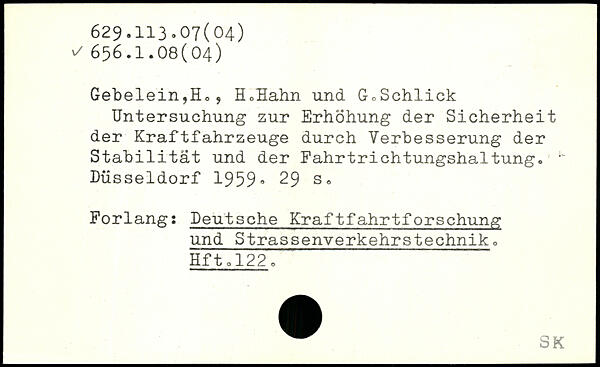 629.113.07(04)
✓ 656.1.08(04)
Gebelein,H., H.Hahn und G.Schlick
Untersuchung zur Erhöhung der Sicherheit
der Kraftfahrzeuge durch Verbesserung der
Stabilität und der Fahrtrichtungshaltung.
Düsseldorf 1959. 29 s.
Forlang: Deutsche Kraftfahrtforschung
und Strassenverkehrstechnik.
Hft.122.
SK